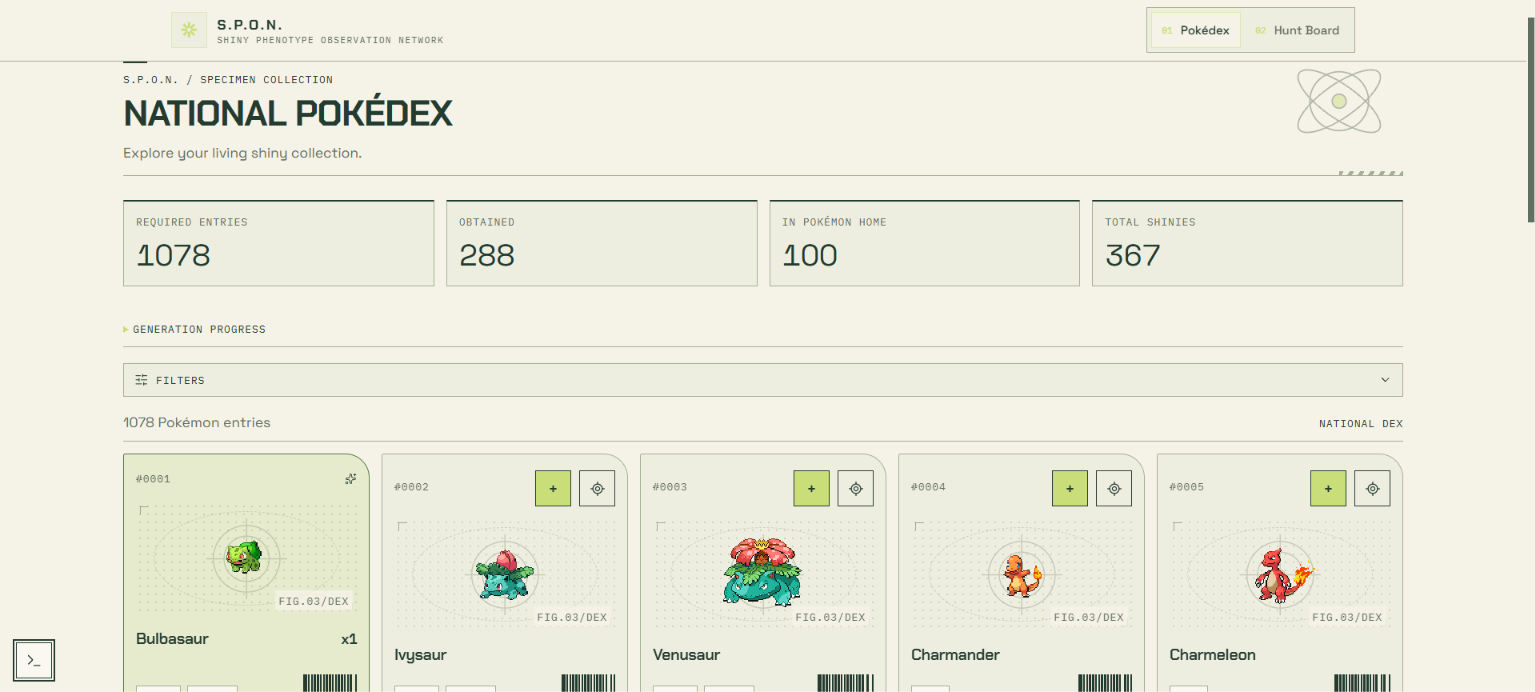 S.P.O.N.
SHINY PHENOTYPE OBSERVATION NETWORK
01 Pokédex
02 Hunt Board
S.P.O.N. / SPECIMEN COLLECTION
NATIONAL POKÉDEX
Explore your living shiny collection.
REQUIRED ENTRIES
1078
OBTAINED
288
IN POKÉMON HOME
100
TOTAL SHINIES
367
GENERATION PROGRESS
FILTERS
1078 Pokémon entries
NATIONAL DEX
#0001
FIG.03/DEX
Bulbasaur x1
#0002 +
FIG.03/DEX
Ivysaur
#0003 +
FIG.03/DEX
Venusaur
#0004 +
FIG.03/DEX
Charmander
#0005 +
FIG.03/DEX
Charmeleon
>_